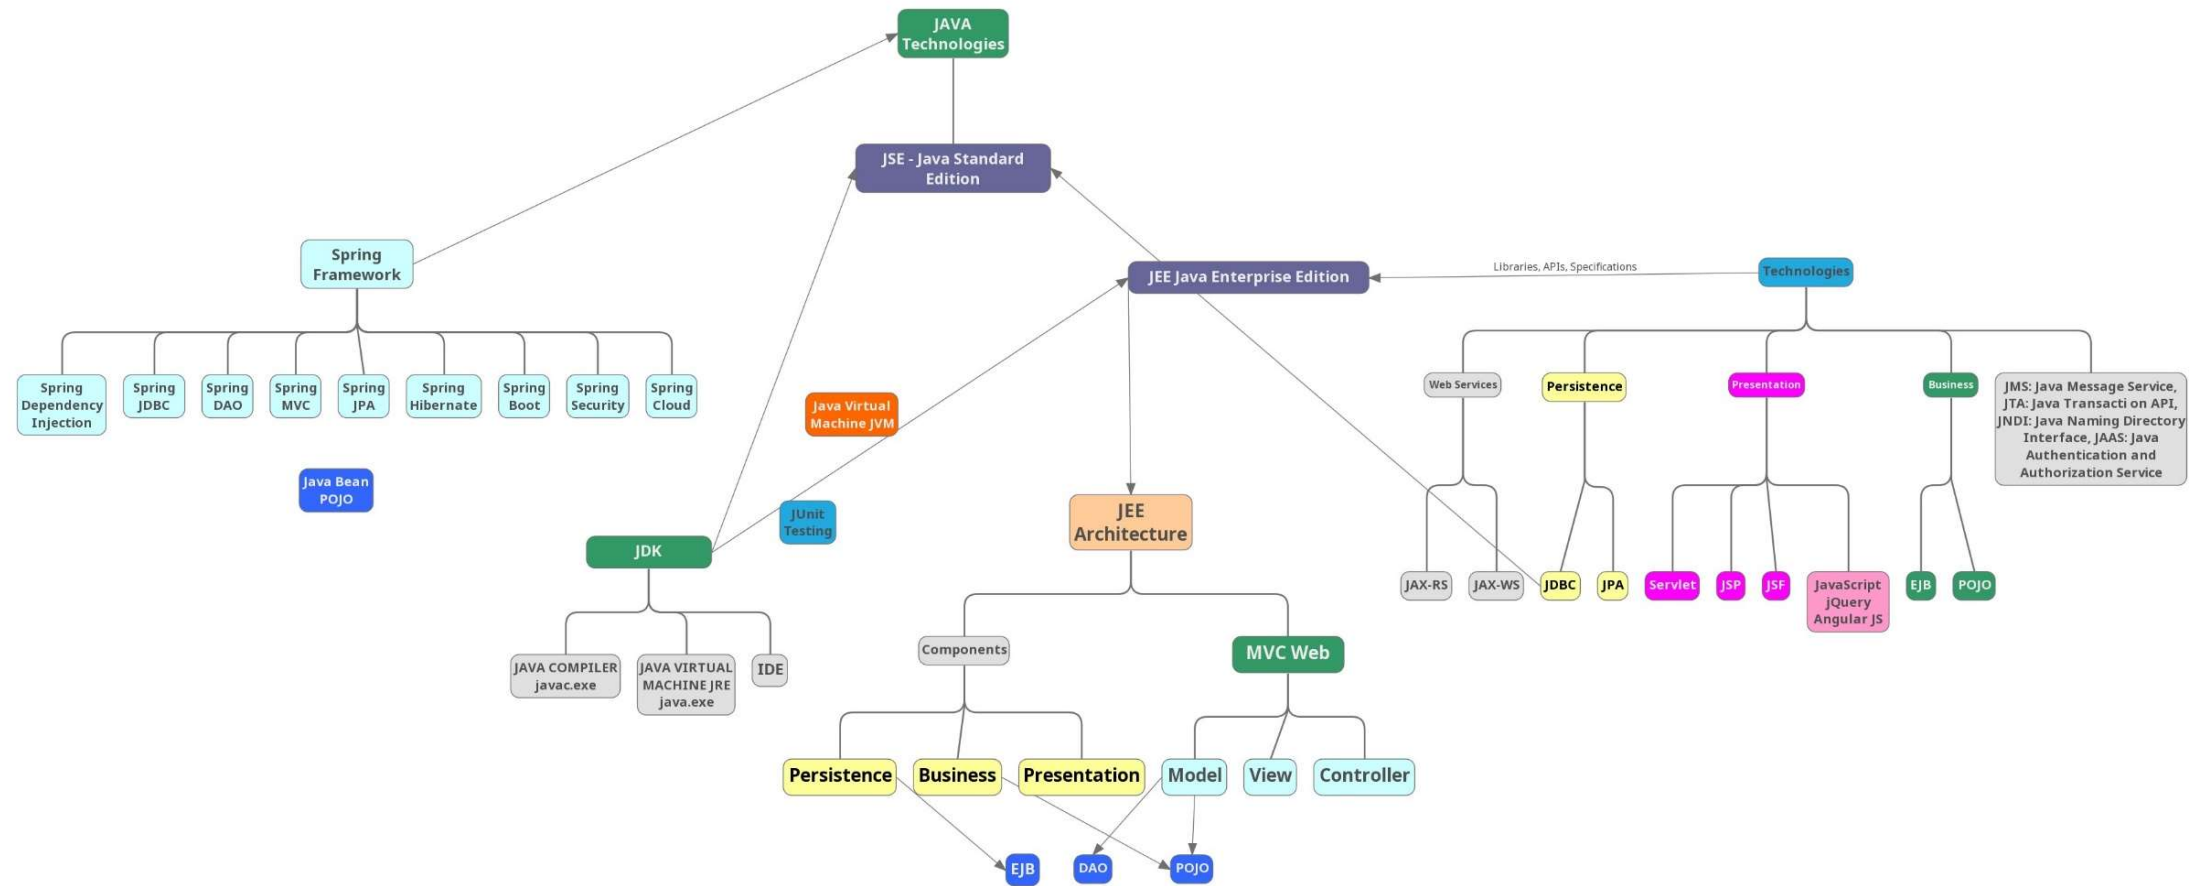 JAVA
Technologies
JSE - Java Standard
Edition
Spring
Framework
JEE Java Enterprise Edition
Libraries, APIs, Specifications
Technologies
Spring
Dependency
Injection
Spring
JDBC
Spring
DAO
Spring
MVC
Spring
JPA
Spring
Hibernate
Spring
Boot
Spring
Security
Spring
Cloud
Web Services
Persistence
Presentation
Business
JMS: Java Message Service,
JTA: Java Transacti on API,
JNDI: Java Naming Directory
Interface, JAAS: Java
Authentication and
Authorization Service
Java Virtual
Machine JVM
Java Bean
POJO
JUnit
Testing
JEE
Architecture
JDK
JAX-RS
JAX-WS
JDBC
JPA
Servlet
JSP
JSF
JavaScript
jQuery
Angular JS
EJB
POJO
JAVA COMPILER
javac.exe
JAVA VIRTUAL
MACHINE JRE
java.exe
IDE
Components
MVC Web
Persistence
Business
Presentation
Model
View
Controller
EJB
DAO
POJO